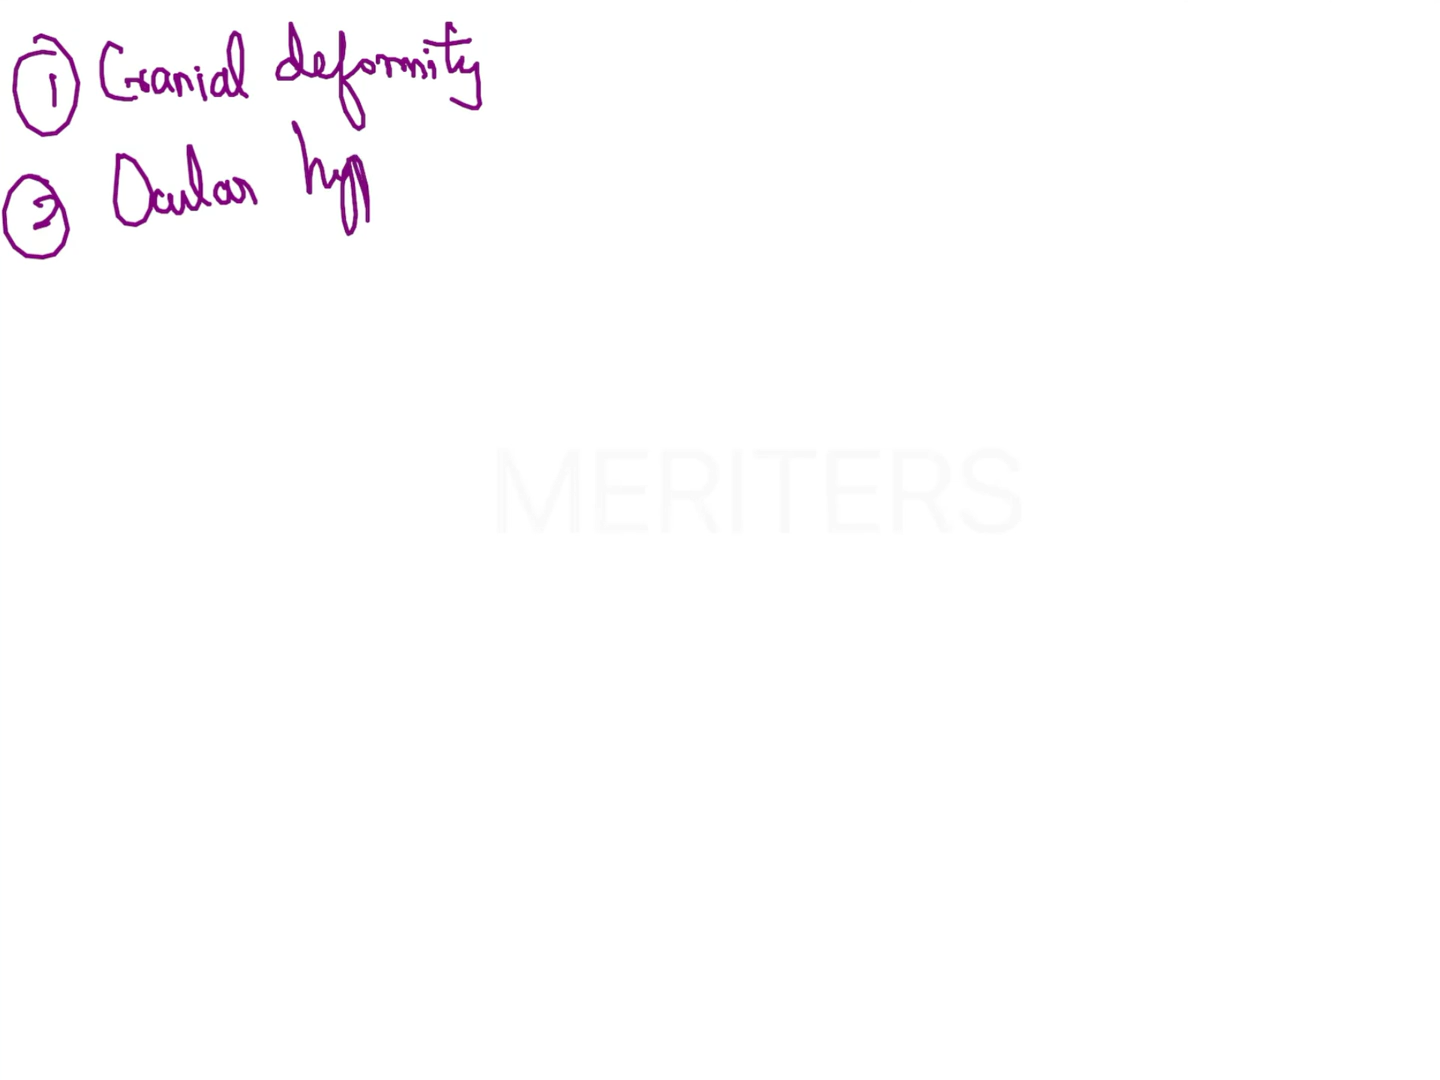 ① Cranial deformity
② Ocular hyp
MERITERS